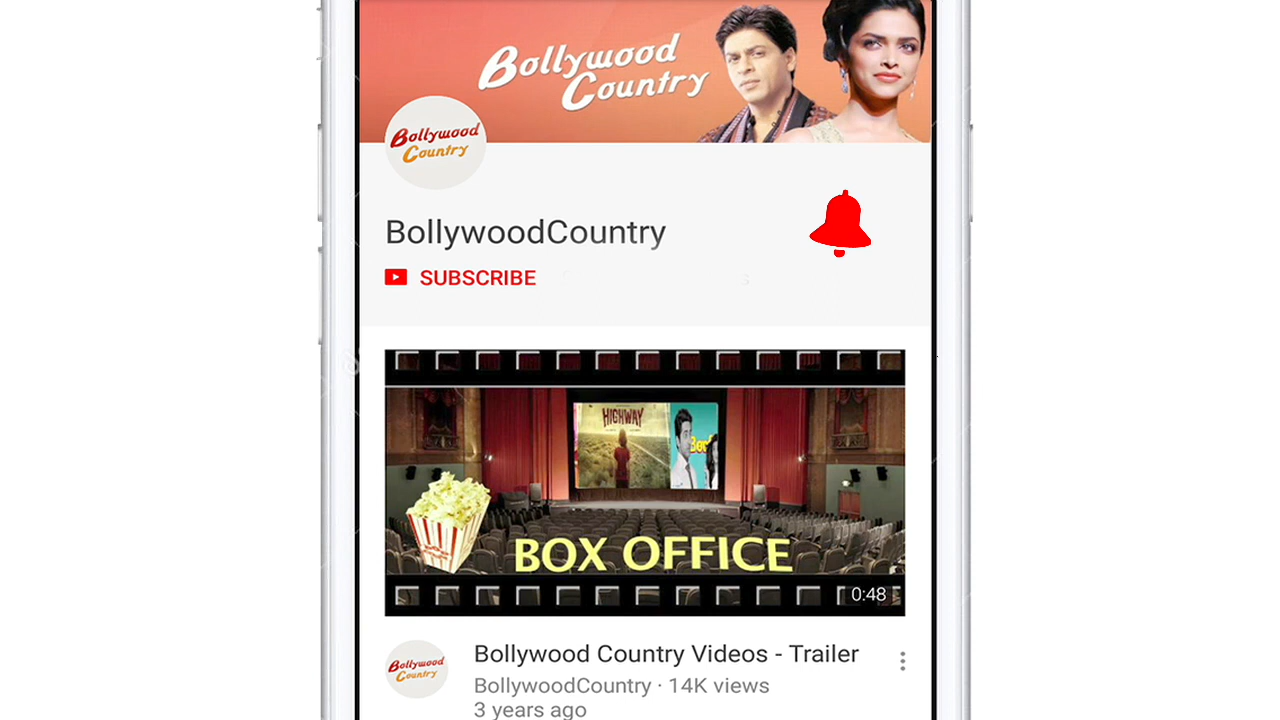 Bollywood
Country
Bollywood
Country
BollywoodCountry
SUBSCRIBE
HIGHWAY
BOX OFFICE
0:48
Bollywood
Country
Bollywood Country Videos - Trailer
BollywoodCountry · 14K views
3 years ago